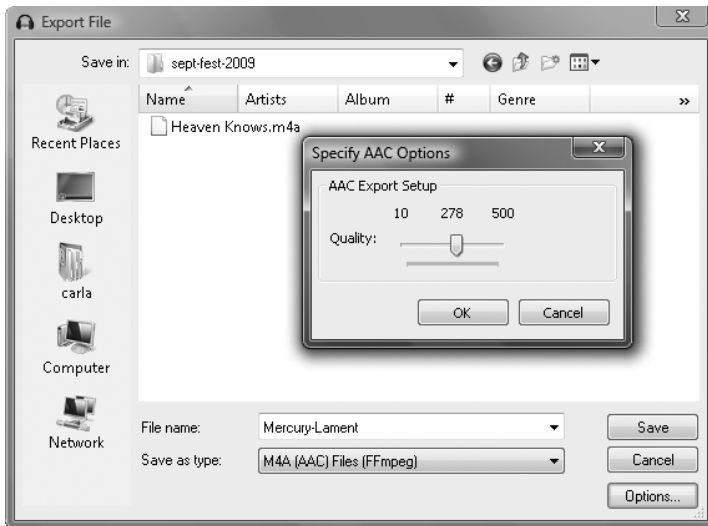 Export File
Save in: sept-fest-2009
Name Artists Album # Genre »
Heaven Knows.m4a
Recent Places
Desktop
carla
Computer
Network
Specify AAC Options
AAC Export Setup
10 278 500
Quality:
OK Cancel
File name: Mercury-Lament Save
Save as type: M4A (AAC) Files (FFmpeg) Cancel
Options...